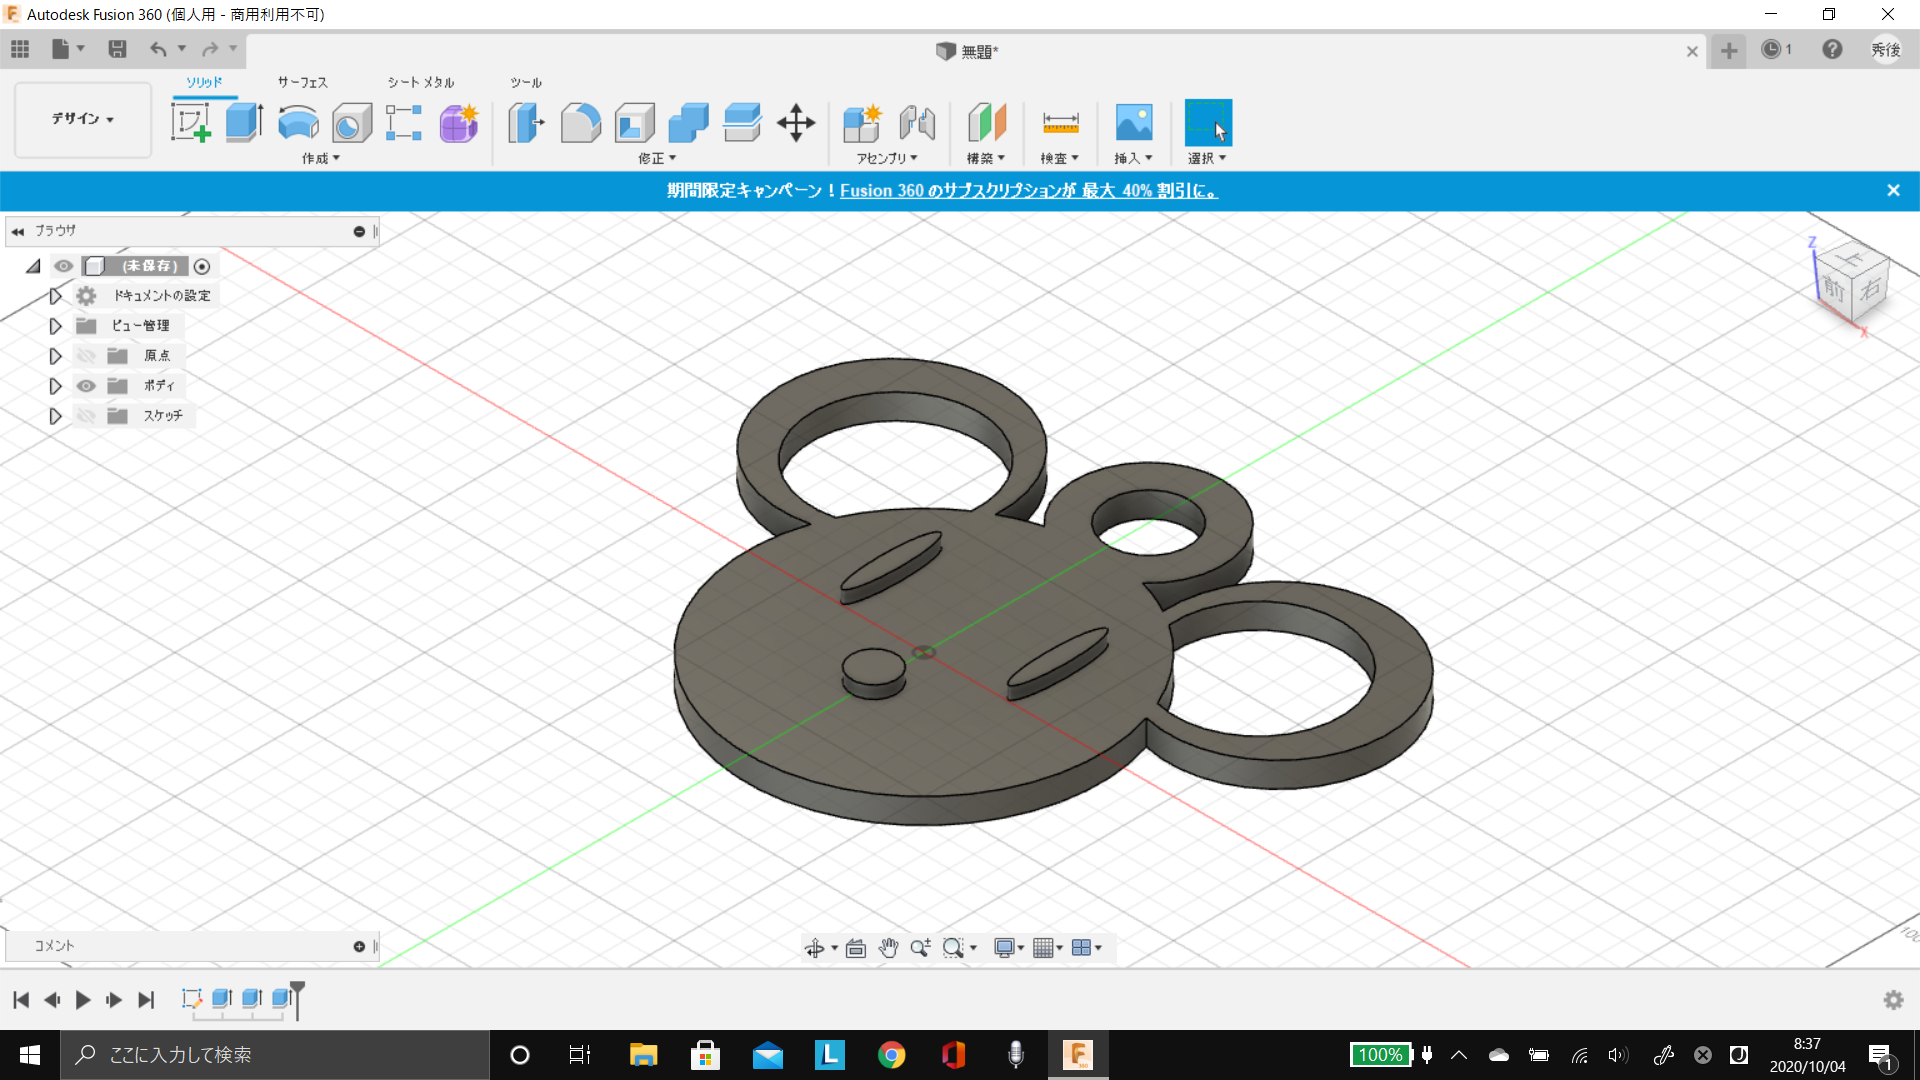 Autodesk Fusion 360 (個人用 - 商用利用不可)
無題*
1
秀後
デザイン
ソリッド
サーフェス
シート メタル
ツール
作成
修正
アセンブリ
構築
検査
挿入
選択
期間限定キャンペーン！Fusion 360 のサブスクリプションが 最大 40% 割引に。
ブラウザ
(未保存)
ドキュメントの設定
ビュー管理
原点
ボディ
スケッチ
Z
上
前
右
X
100
コメント
ここに入力して検索
100%
8:37
2020/10/04
1